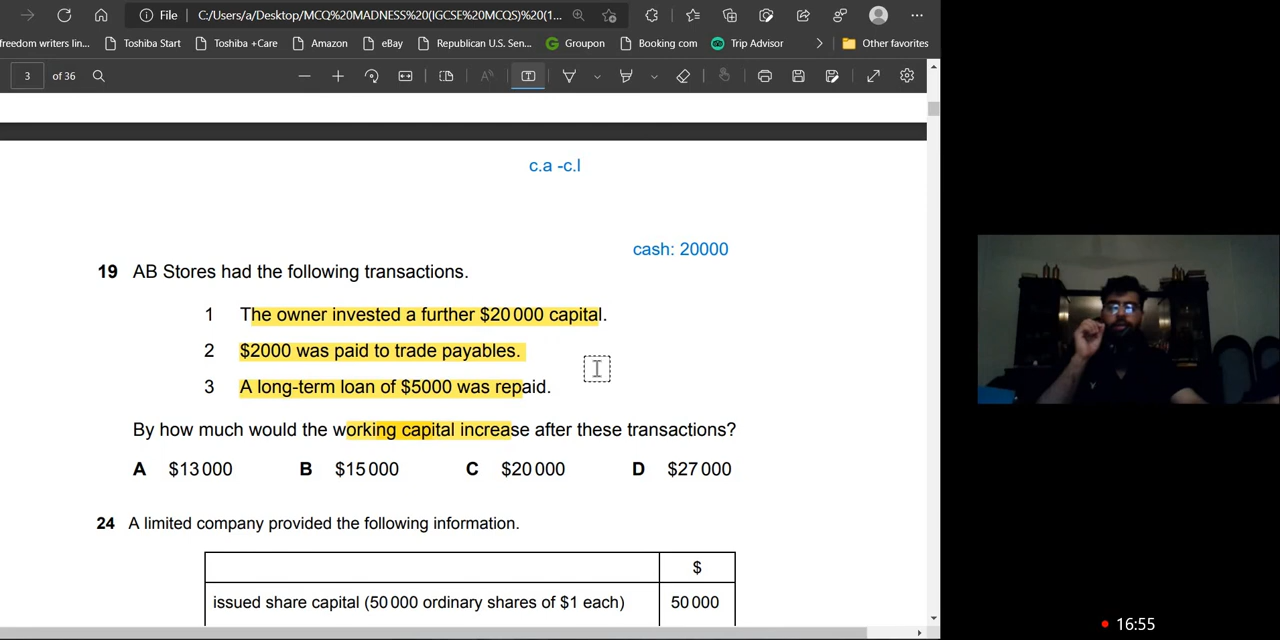 File
C:/Users/a/Desktop/MCQ%20MADNESS%20(IGCSE%20MCQS)%20(1...
freedom writers lin...
Toshiba Start
Toshiba +Care
Amazon
eBay
Republican U.S. Sen...
Groupon
Booking com
Trip Advisor
Other favorites
3 of 36
c.a -c.l
cash: 20000
19 AB Stores had the following transactions.
1 The owner invested a further $20 000 capital.
2 $2000 was paid to trade payables.
3 A long-term loan of $5000 was repaid.
By how much would the working capital increase after these transactions?
A $13 000 B $15 000 C $20 000 D $27 000
24 A limited company provided the following information.
$
issued share capital (50 000 ordinary shares of $1 each) 50 000
16:55